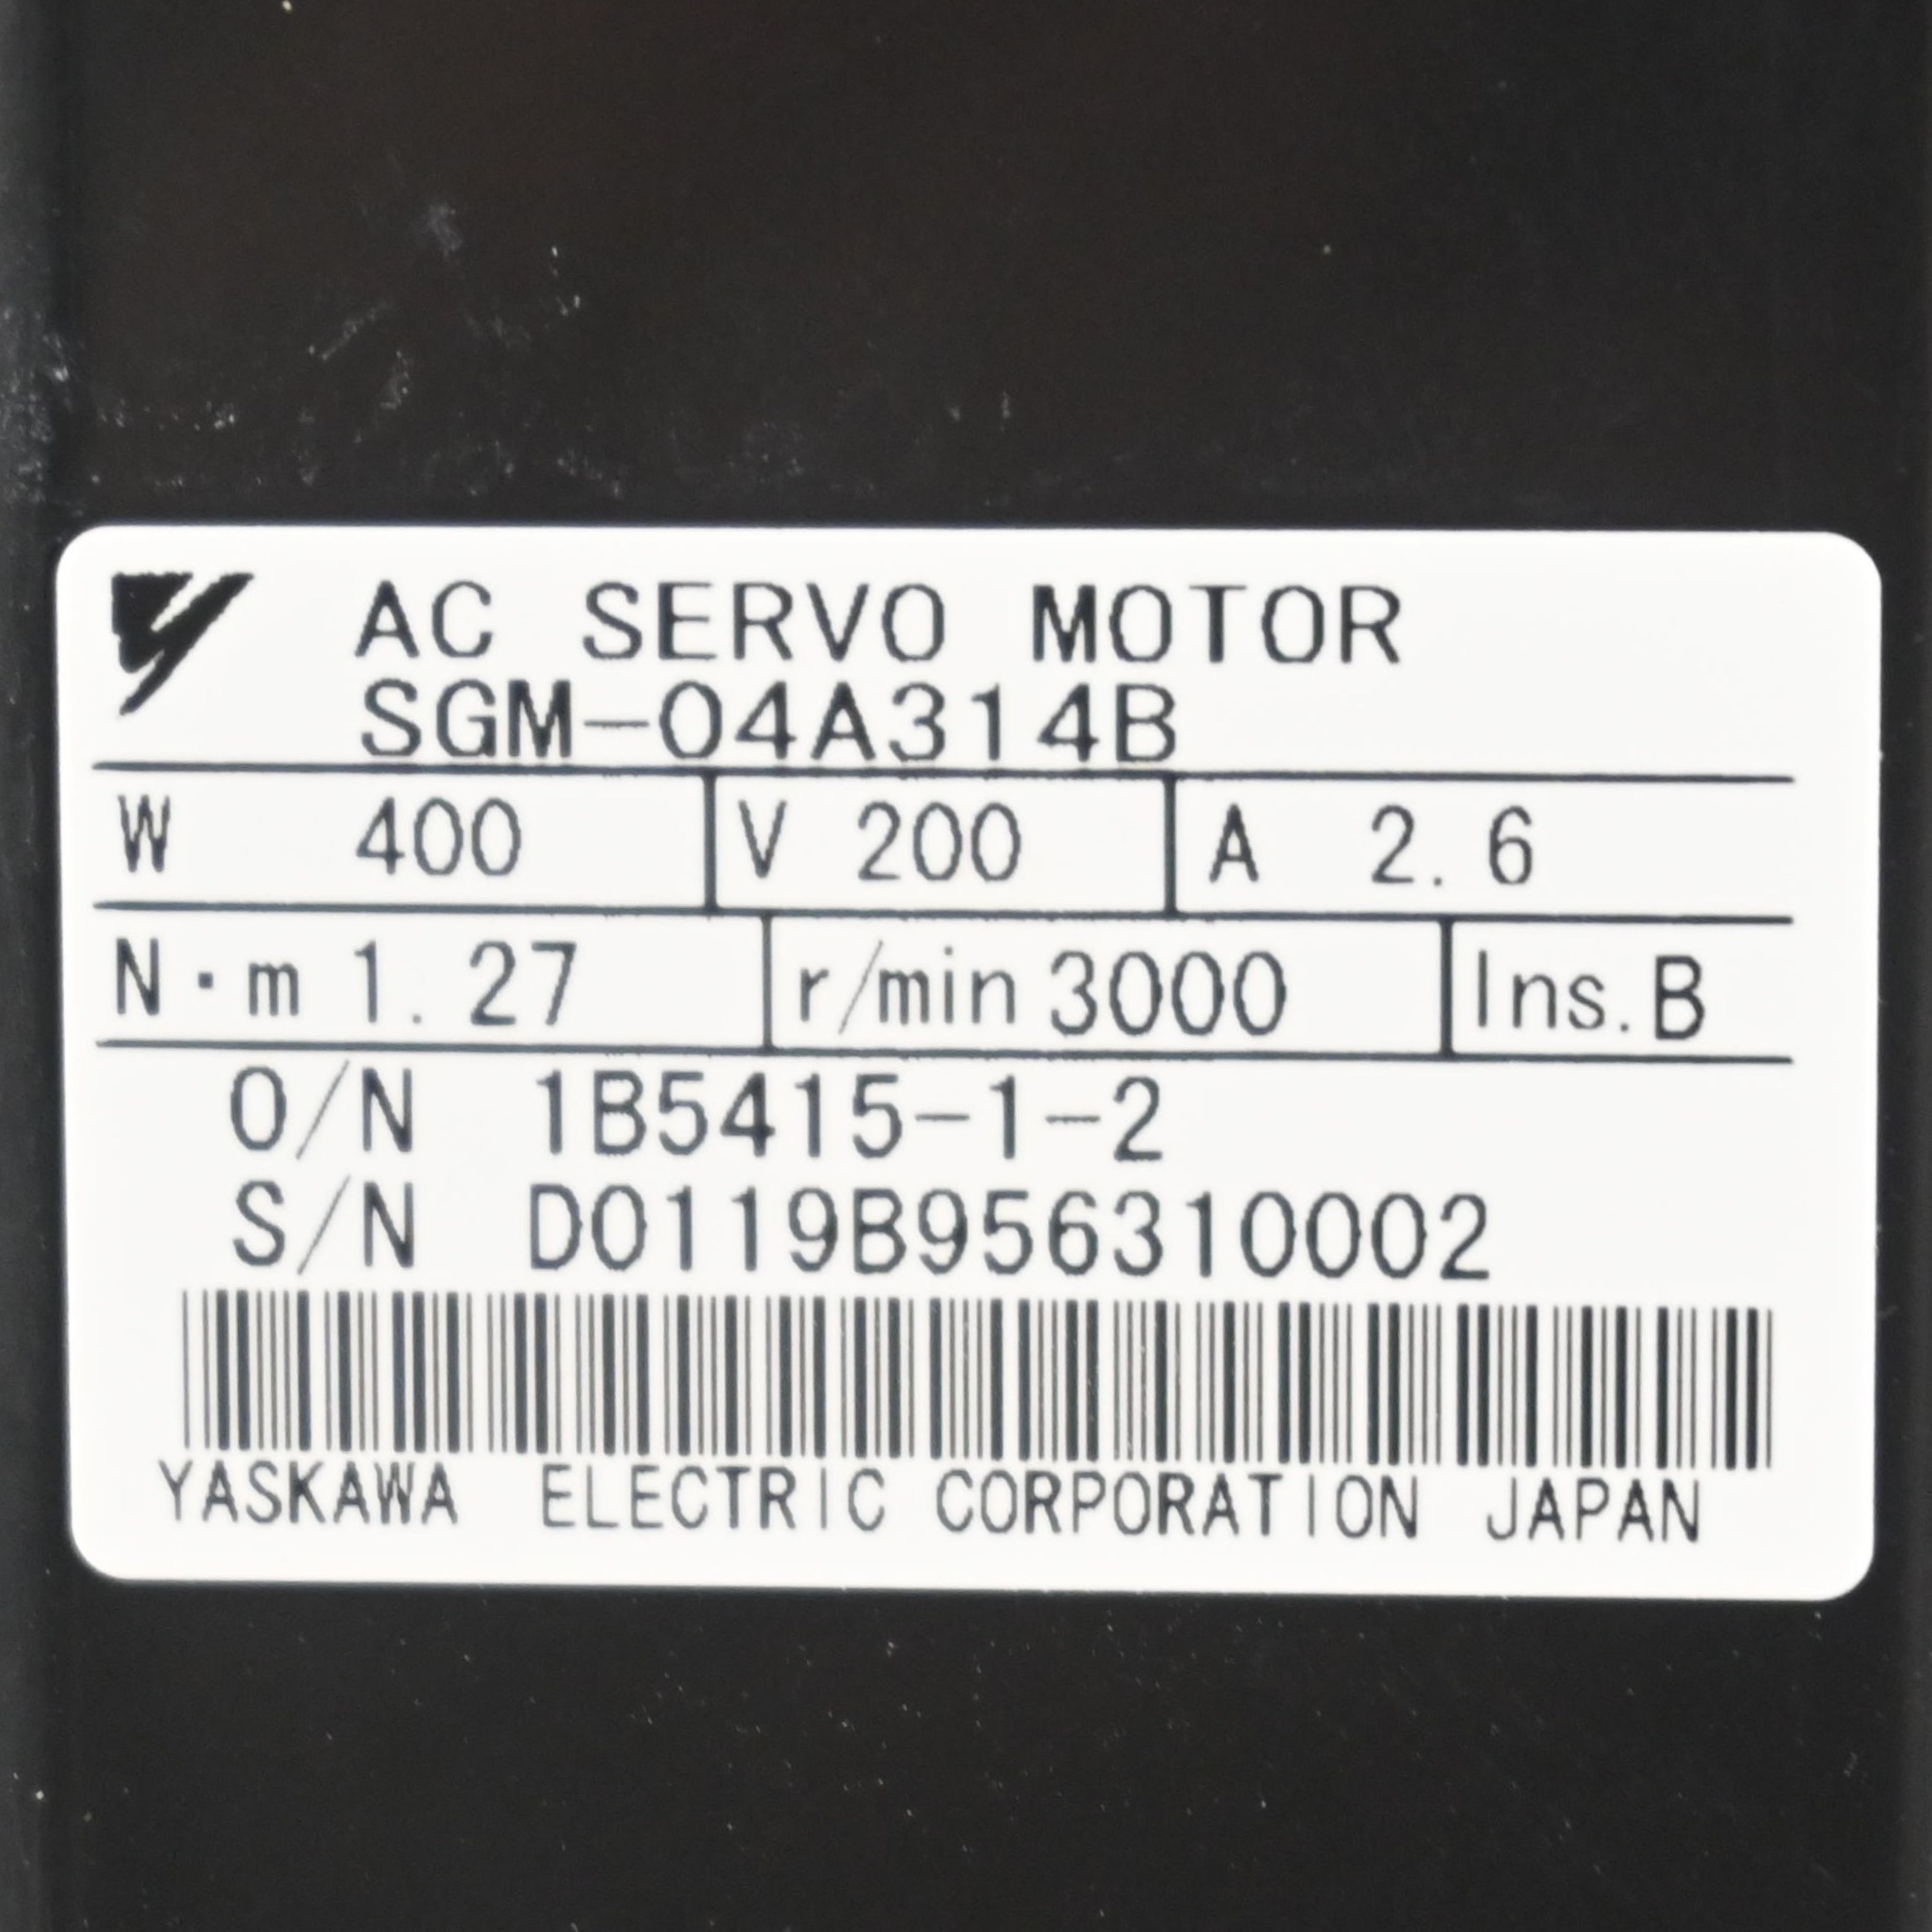 AC SERVO MOTOR
SGM-04A314B
W 400 V 200 A 2.6
N·m 1.27 r/min 3000 Ins.B
O/N 1B5415-1-2
S/N D0119B956310002
YASKAWA ELECTRIC CORPORATION JAPAN